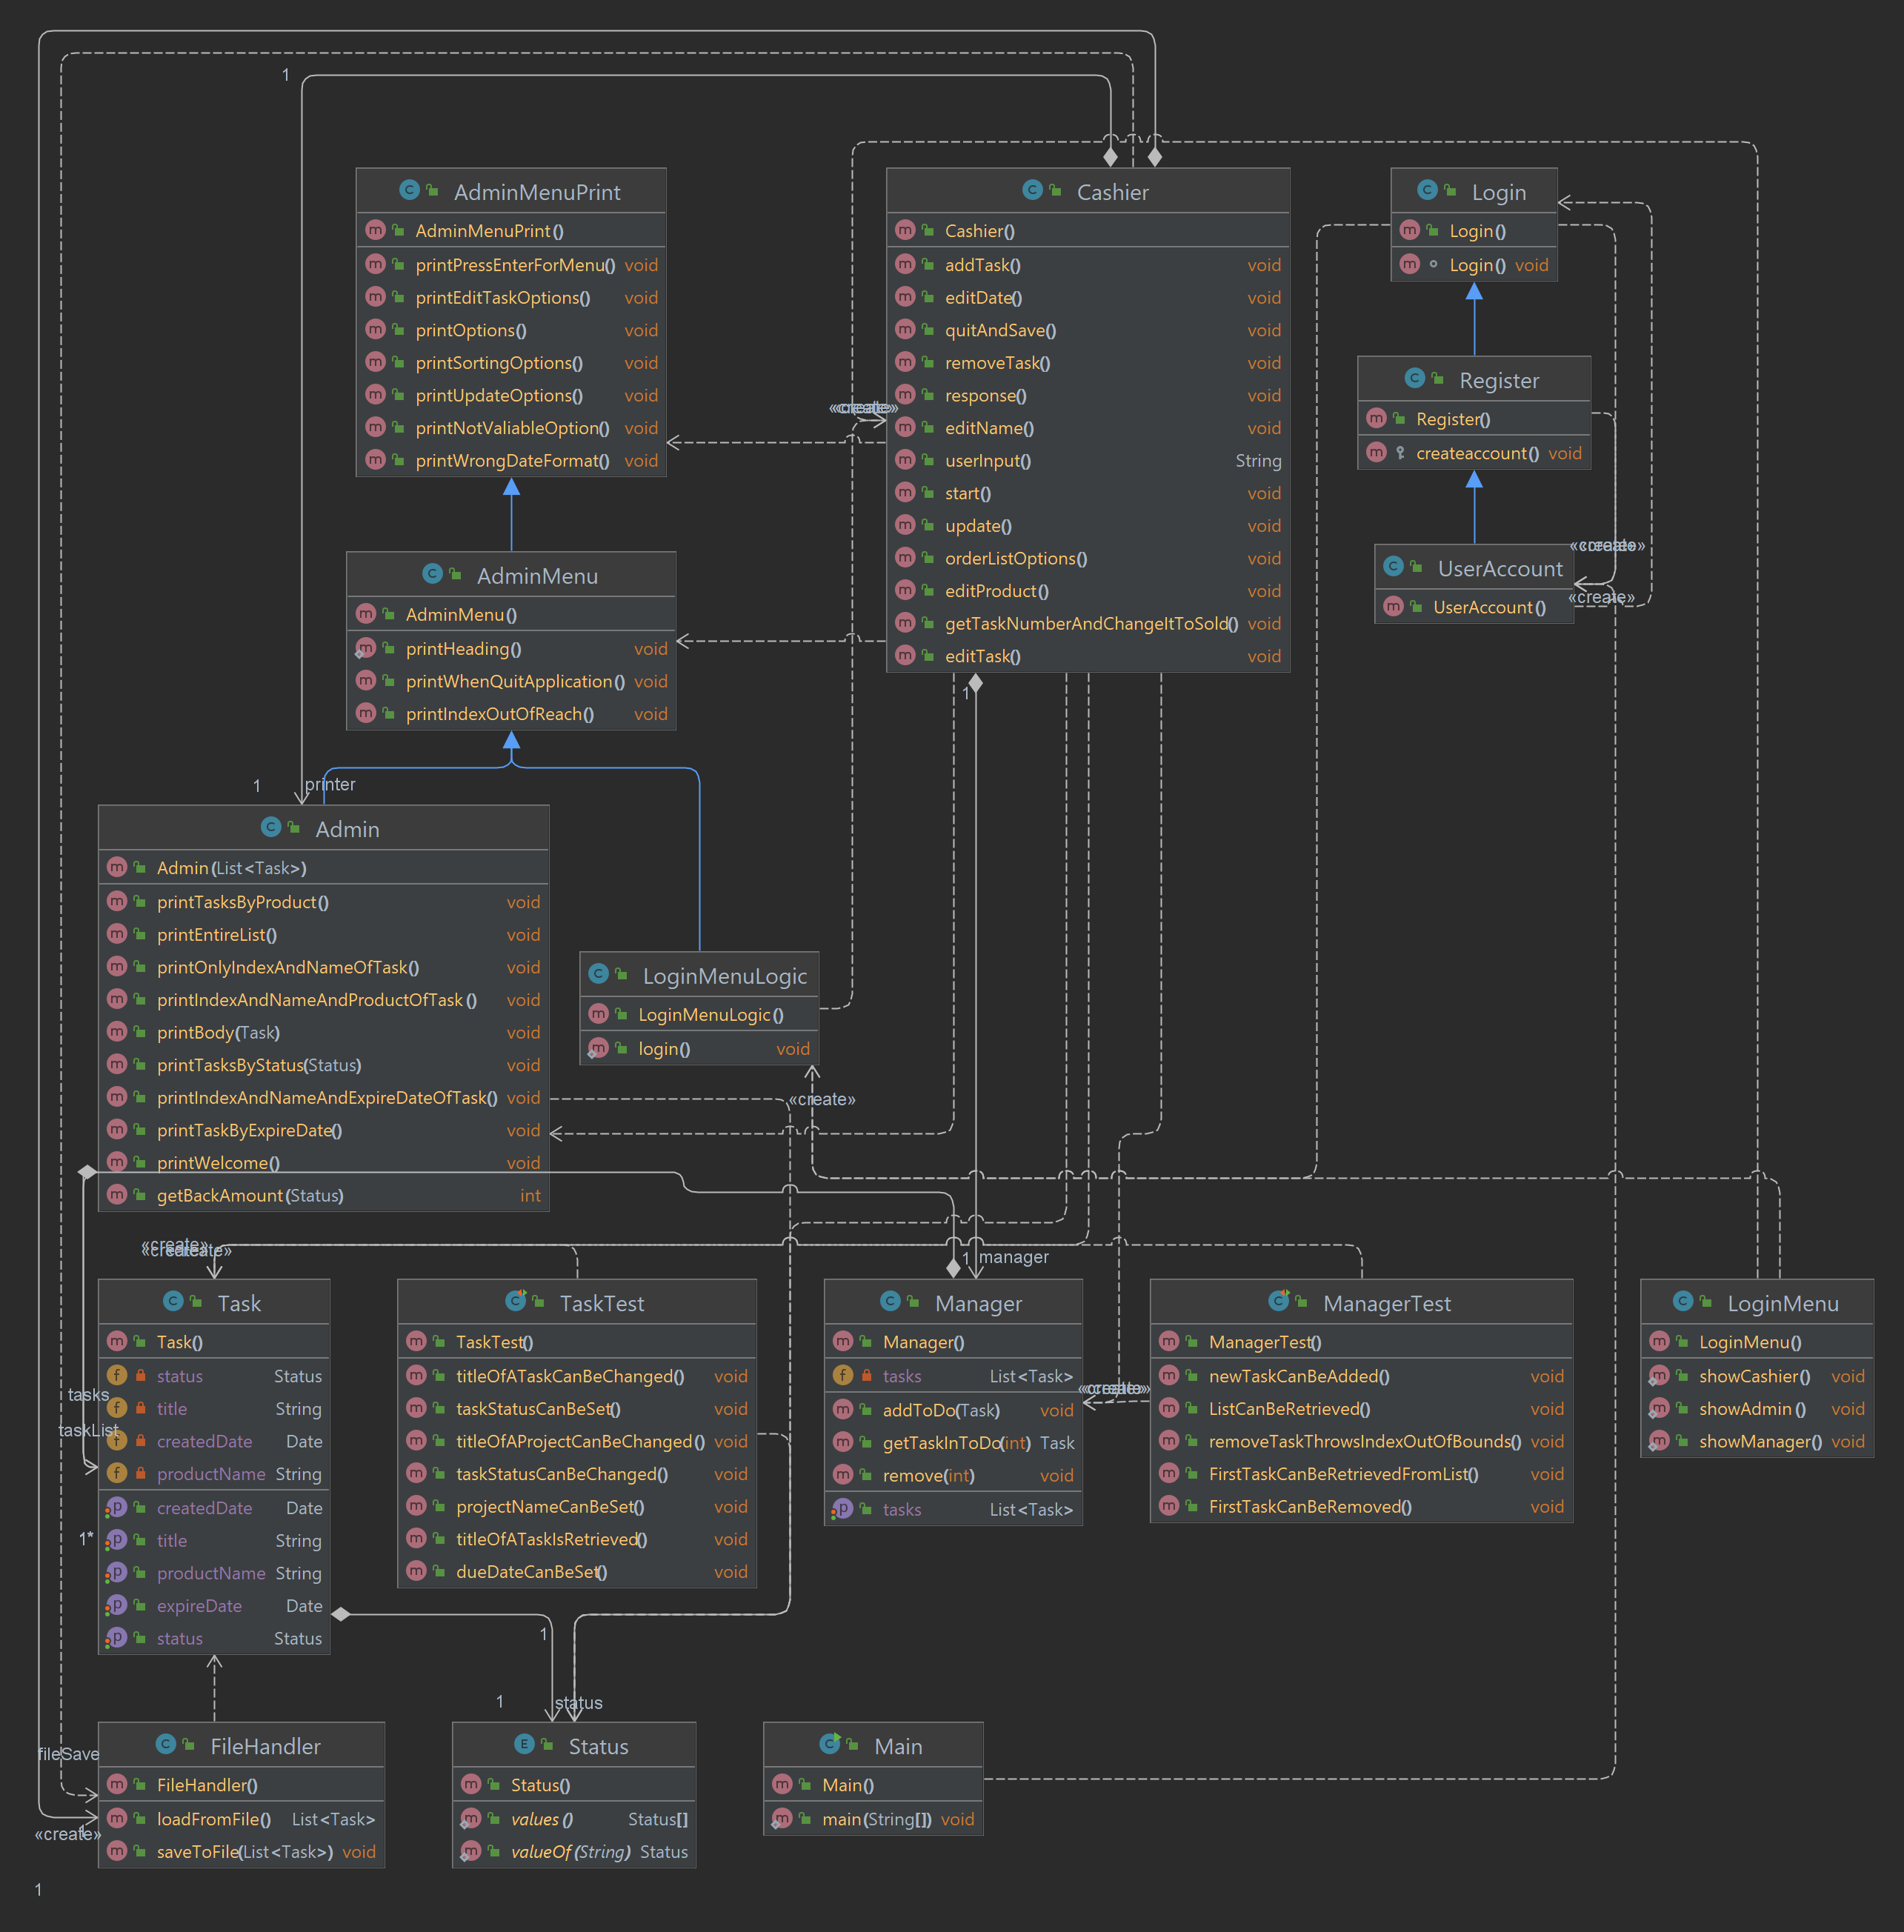 1
1
AdminMenuPrint
AdminMenuPrint()
printPressEnterForMenu() void
printEditTaskOptions() void
printOptions() void
printSortingOptions() void
printUpdateOptions() void
printNotValiableOption() void
printWrongDateFormat() void
Cashier
Cashier()
addTask() void
editDate() void
quitAndSave() void
removeTask() void
response() void
editName() void
userInput() String
start() void
update() void
orderListOptions() void
editProduct() void
getTaskNumberAndChangeItToSold() void
editTask() void
«create»
Login
Login()
Login() void
Register
Register()
createaccount() void
UserAccount
UserAccount()
«create»
«create»
AdminMenu
AdminMenu()
printHeading() void
printWhenQuitApplication() void
printIndexOutOfReach() void
1
1 printer
Admin
Admin(List<Task>)
printTasksByProduct() void
printEntireList() void
printOnlyIndexAndNameOfTask() void
printIndexAndNameAndProductOfTask() void
printBody(Task) void
printTasksByStatus(Status) void
printIndexAndNameAndExpireDateOfTask() void
printTaskByExpireDate() void
printWelcome() void
getBackAmount(Status) int
LoginMenuLogic
LoginMenuLogic()
login() void
«create»
«create»
«create»
1 manager
Task
Task()
status Status
title String
createdDate Date
productName String
createdDate Date
title String
productName String
expireDate Date
status Status
tasks
taskList
1*
TaskTest
TaskTest()
titleOfATaskCanBeChanged() void
taskStatusCanBeSet() void
titleOfAProjectCanBeChanged() void
taskStatusCanBeChanged() void
projectNameCanBeSet() void
titleOfATaskIsRetrieved() void
dueDateCanBeSet() void
Manager
Manager()
tasks List<Task>
addToDo(Task) void
getTaskInToDo(int) Task
remove(int) void
tasks List<Task>
«create»
ManagerTest
ManagerTest()
newTaskCanBeAdded() void
ListCanBeRetrieved() void
removeTaskThrowsIndexOutOfBounds() void
FirstTaskCanBeRetrievedFromList() void
FirstTaskCanBeRemoved() void
LoginMenu
LoginMenu()
showCashier() void
showAdmin() void
showManager() void
1
1 status
fileSave
FileHandler
FileHandler()
loadFromFile() List<Task>
saveToFile(List<Task>) void
«create»
1
Status
Status()
values() Status[]
valueOf(String) Status
Main
Main()
main(String[]) void
1